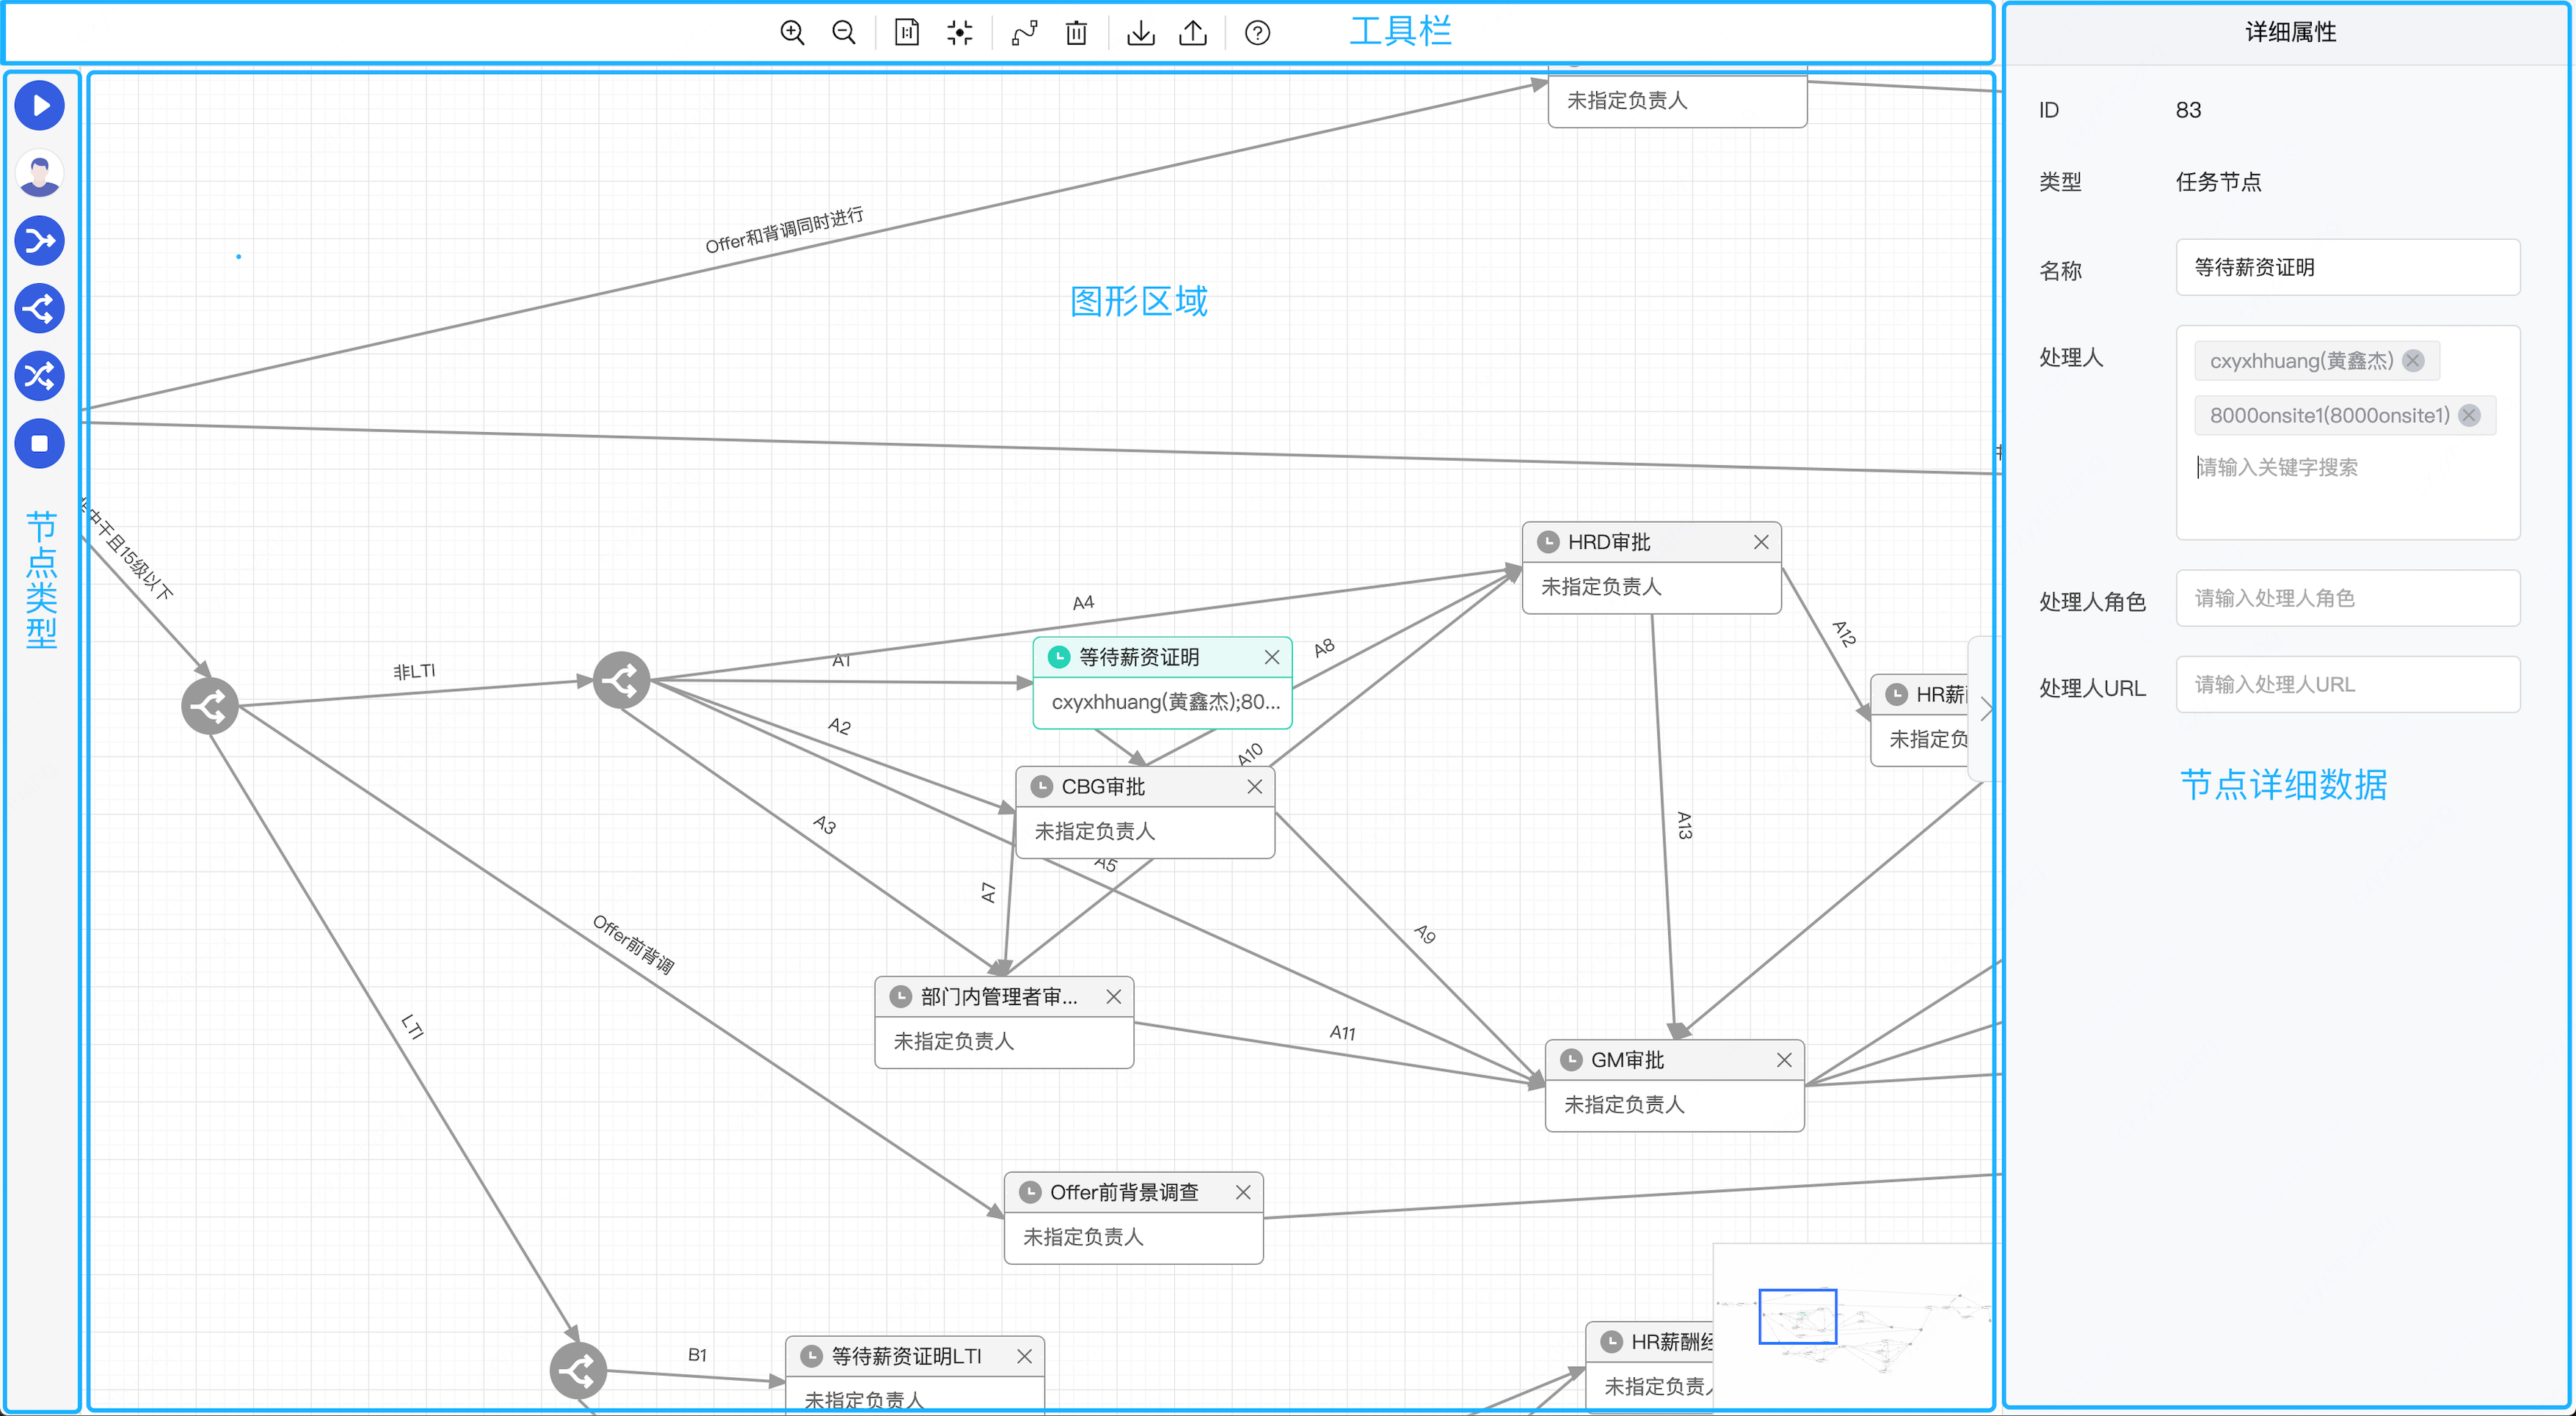 工具栏
详细属性
ID 83
类型 任务节点
名称 等待薪资证明
处理人 cxyxhhuang(黄鑫杰)
8000onsite1(8000onsite1)
请输入关键字搜索
处理人角色 请输入处理人角色
处理人URL 请输入处理人URL
节点详细数据
节点类型
图形区域
未指定负责人
Offer和背调同时进行
中干且15级以下
非LTI
A4
A1
A2
A3
A5
A7
A8
A10
A9
A11
A12
A13
HRD审批
未指定负责人
等待薪资证明
cxyxhhuang(黄鑫杰);80...
HR薪
未指定负
CBG审批
未指定负责人
部门内管理者审...
未指定负责人
Offer前背调
LTI
GM审批
未指定负责人
Offer前背景调查
未指定负责人
B1
等待薪资证明LTI
未指定负责人
HR薪酬经
未指定负责